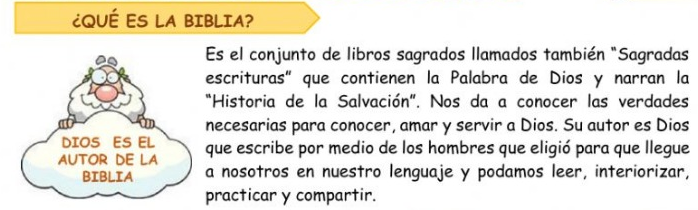 ¿QUÉ ES LA BIBLIA?
Es el conjunto de libros sagrados llamados también “Sagradas
escrituras” que contienen la Palabra de Dios y narran la
“Historia de la Salvación”. Nos da a conocer las verdades
necesarias para conocer, amar y servir a Dios. Su autor es Dios
que escribe por medio de los hombres que eligió para que llegue
a nosotros en nuestro lenguaje y podamos leer, interiorizar,
practicar y compartir.
DIOS ES EL
AUTOR DE LA
BIBLIA